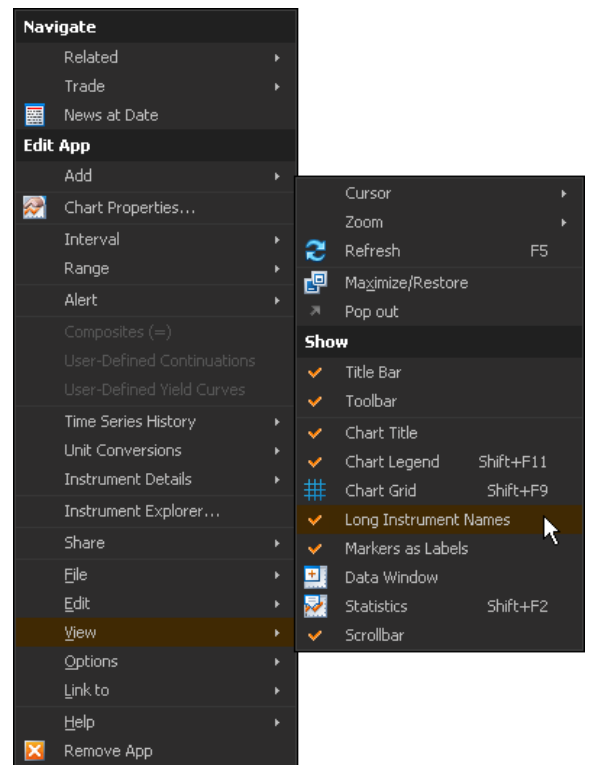 Navigate
Related
Trade
News at Date
Edit App
Add
Chart Properties...
Interval
Range
Alert
Composites (=)
User-Defined Continuations
User-Defined Yield Curves
Time Series History
Unit Conversions
Instrument Details
Instrument Explorer...
Share
File
Edit
View
Options
Link to
Help
Remove App
Cursor
Zoom
Refresh F5
Maximize/Restore
Pop out
Show
Title Bar
Toolbar
Chart Title
Chart Legend Shift+F11
Chart Grid Shift+F9
Long Instrument Names
Markers as Labels
Data Window
Statistics Shift+F2
Scrollbar